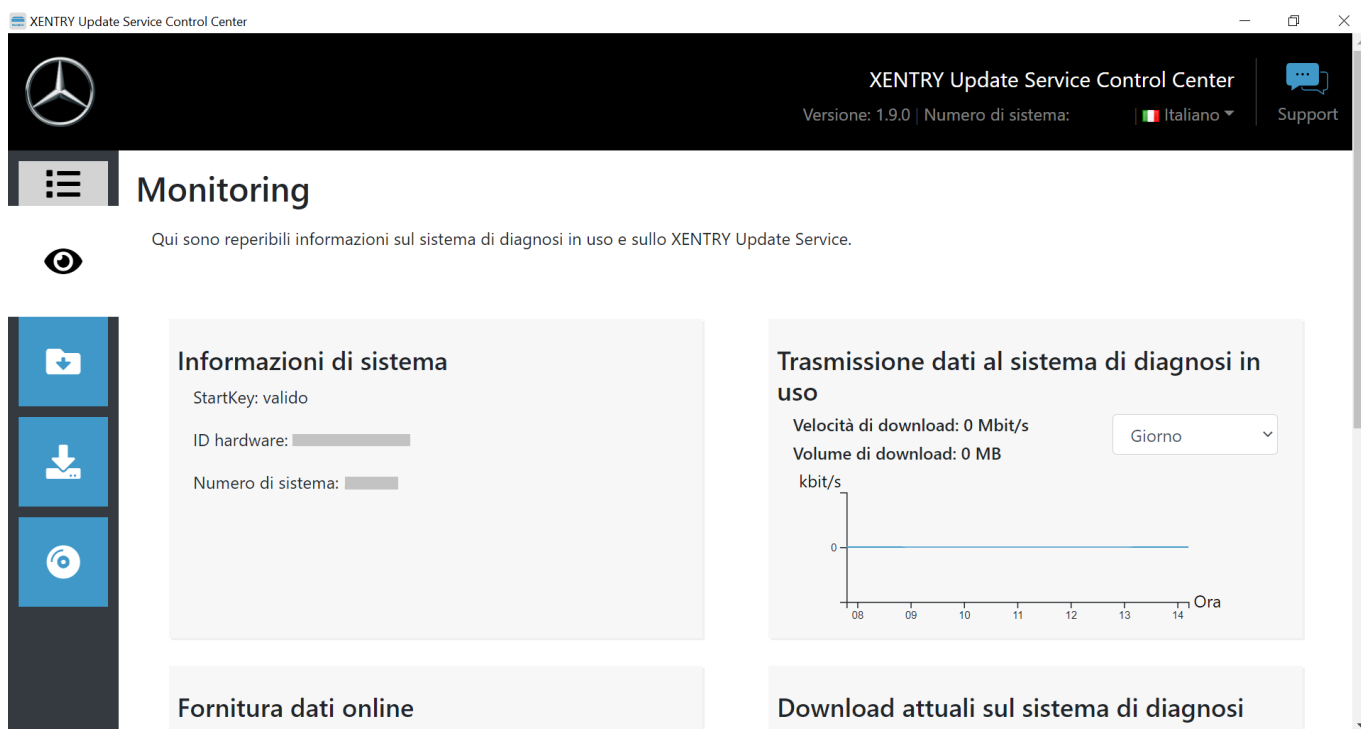 XENTRY Update Service Control Center
XENTRY Update Service Control Center
Versione: 1.9.0 | Numero di sistema: | Italiano
Support
Monitoring
Qui sono reperibili informazioni sul sistema di diagnosi in uso e sullo XENTRY Update Service.
Informazioni di sistema
StartKey: valido
ID hardware:
Numero di sistema:
Trasmissione dati al sistema di diagnosi in
uso
Velocità di download: 0 Mbit/s
Volume di download: 0 MB
Giorno
kbit/s
0
Ora
08 09 10 11 12 13 14
Fornitura dati online
Download attuali sul sistema di diagnosi